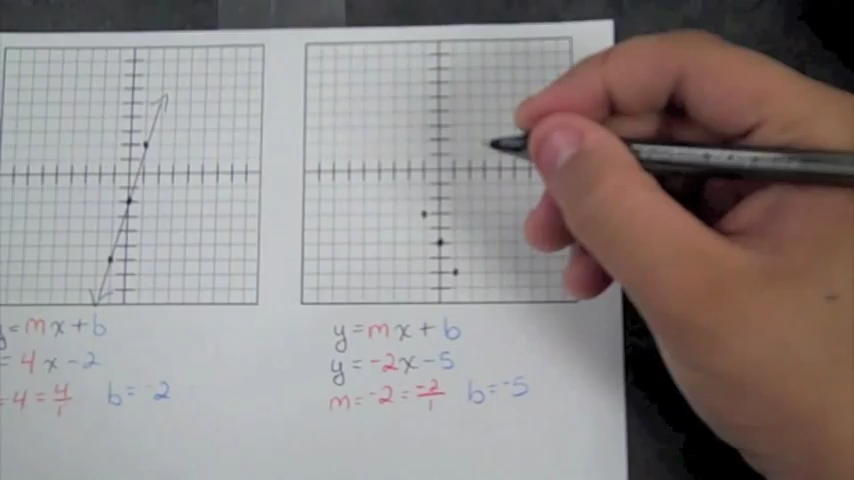 y=mx+b
=4x-2
=4=4/1 b=-2
y=mx+b
y=-2x-5
m=-2=-2/1 b=-5